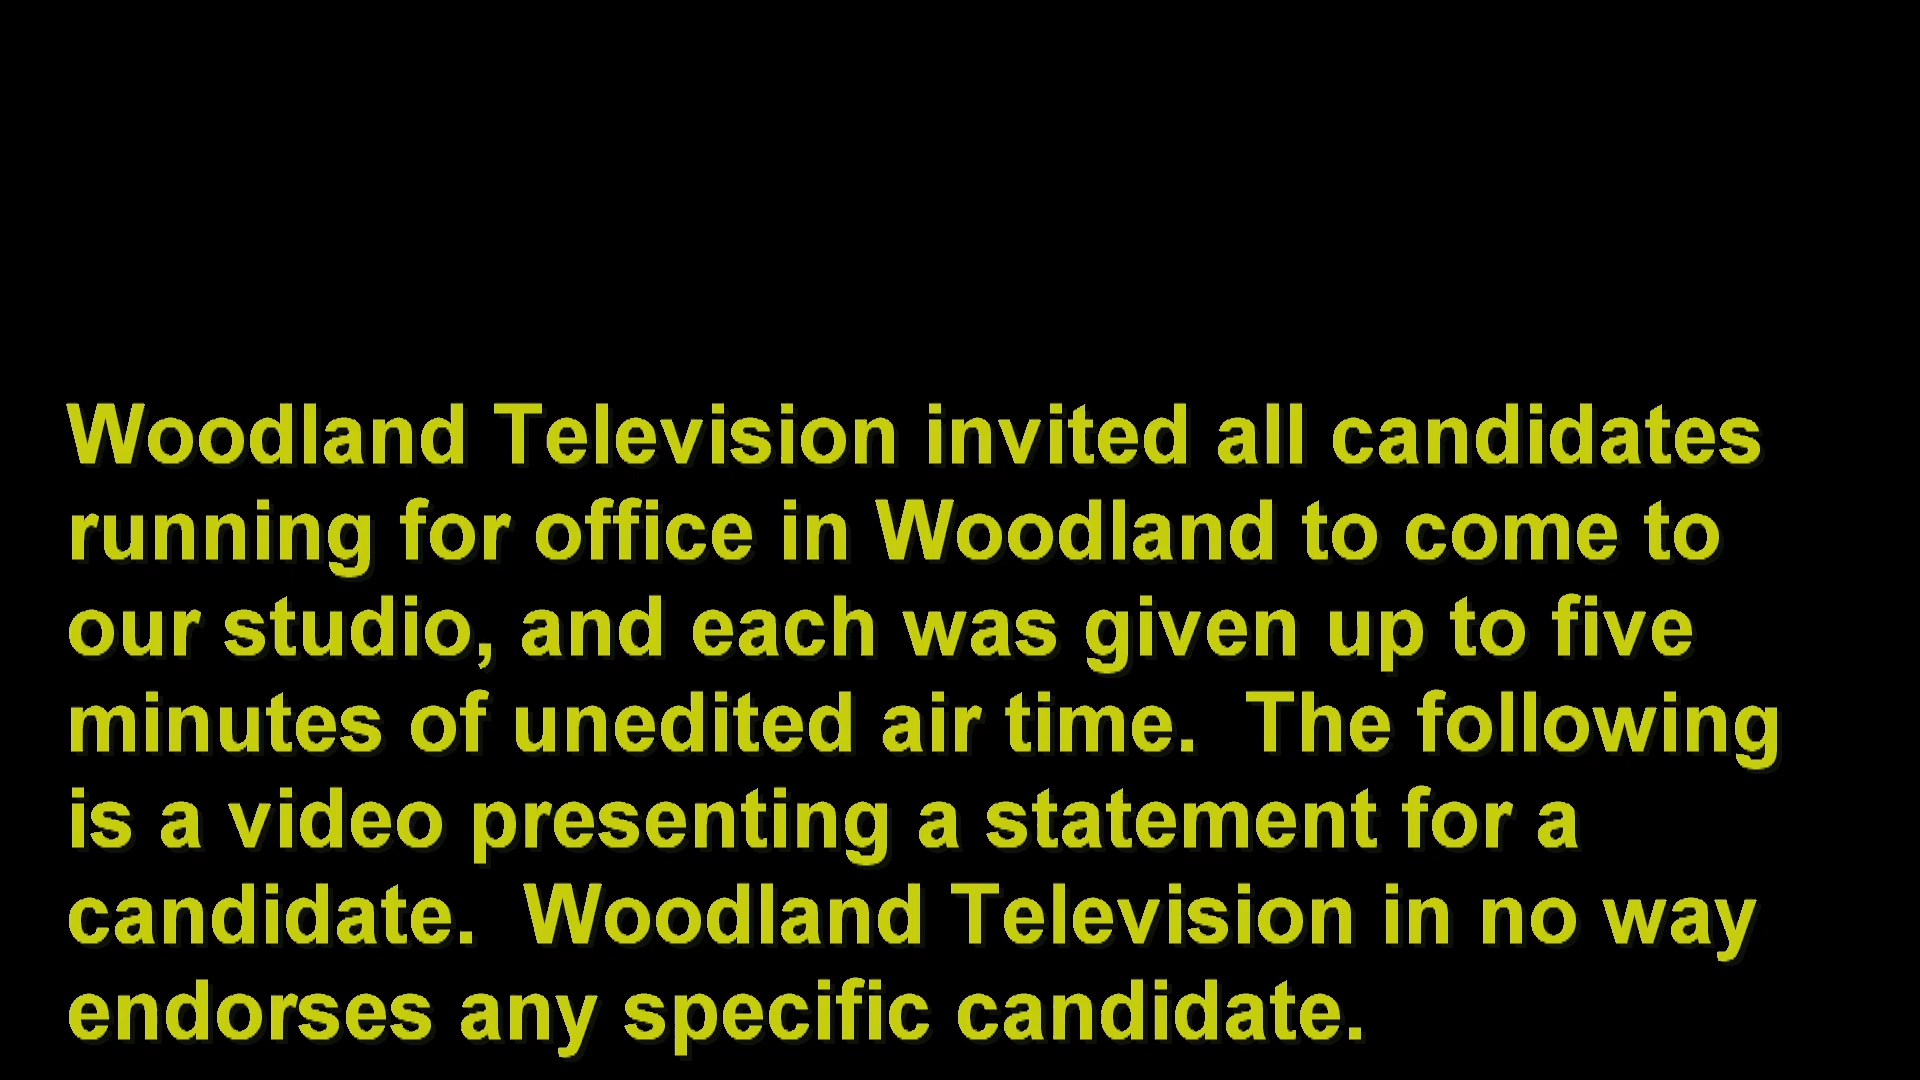 Woodland Television invited all candidates
running for office in Woodland to come to
our studio, and each was given up to five
minutes of unedited air time.  The following
is a video presenting a statement for a
candidate.  Woodland Television in no way
endorses any specific candidate.